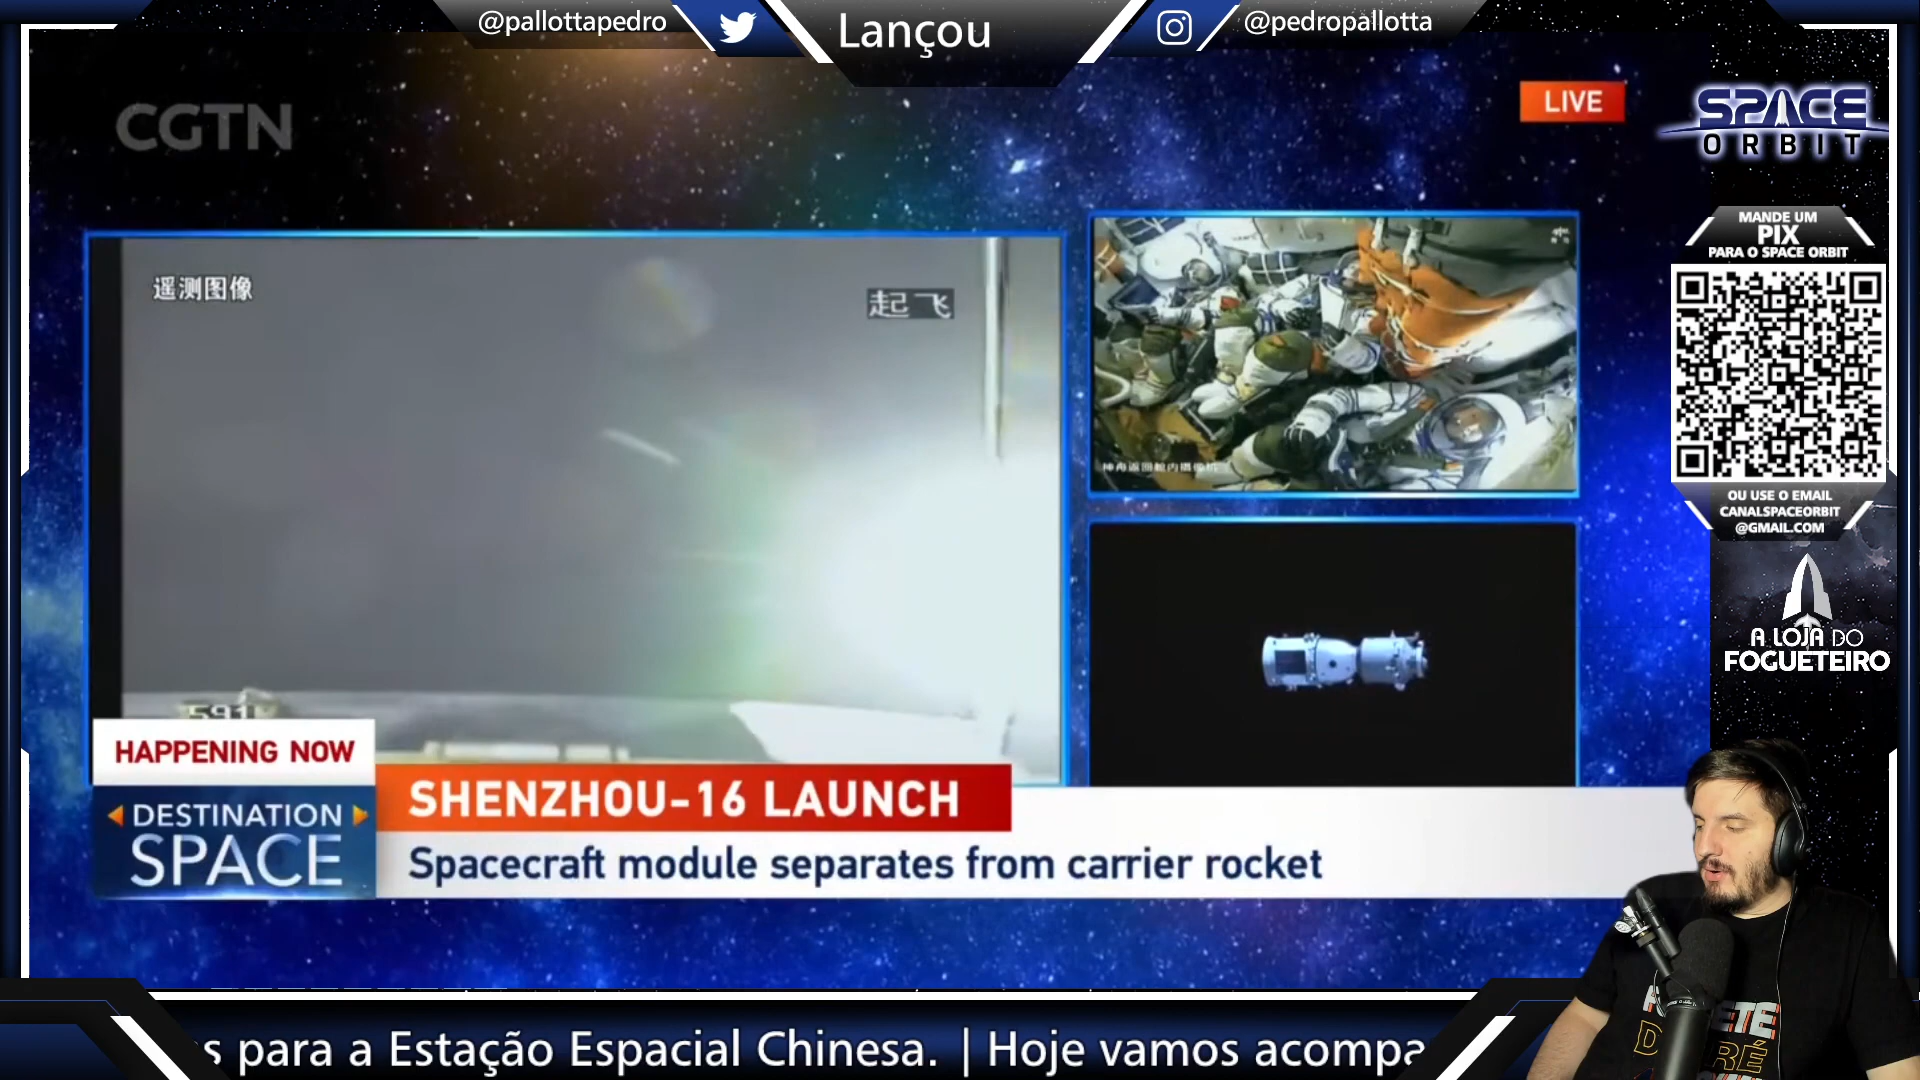 @pallottapedro
Lançou
@pedropallotta
CGTN
LIVE
SPACE
ORBIT
MANDE UM
PIX
PARA O SPACE ORBIT
遥测图像
起飞
OU USE O EMAIL
CANALSPACEORBIT
@GMAIL.COM
A LOJA DO
FOGUETEIRO
591
HAPPENING NOW
DESTINATION
SPACE
SHENZHOU-16 LAUNCH
Spacecraft module separates from carrier rocket
s para a Estação Espacial Chinesa. | Hoje vamos acompa